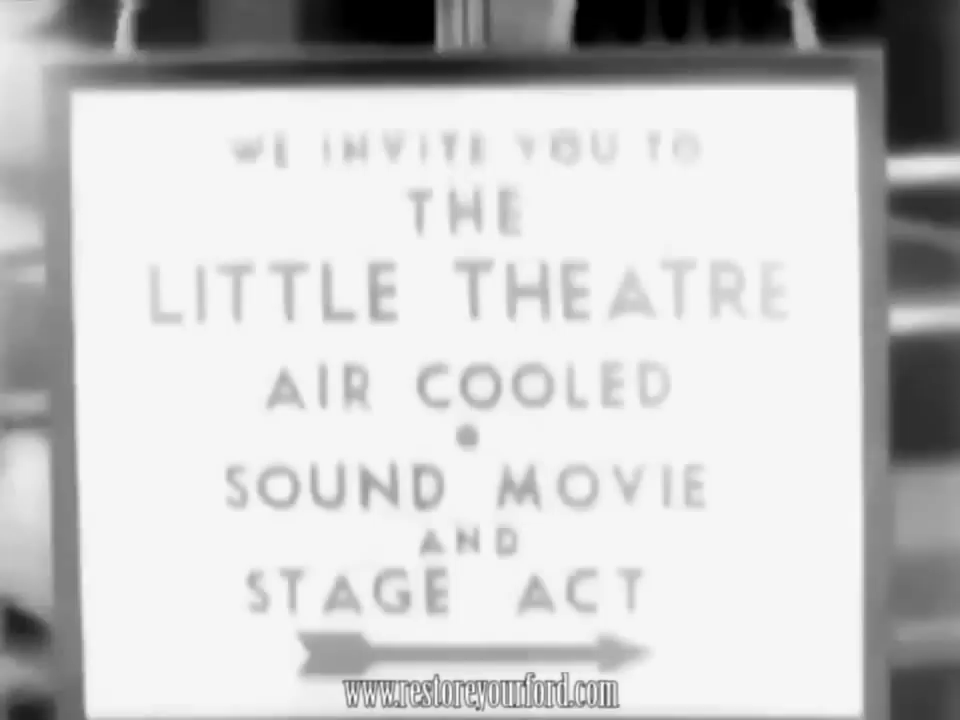 WE INVITE YOU TO
THE
LITTLE THEATRE
AIR COOLED
•
SOUND MOVIE
AND
STAGE ACT
www.restoreyourford.com